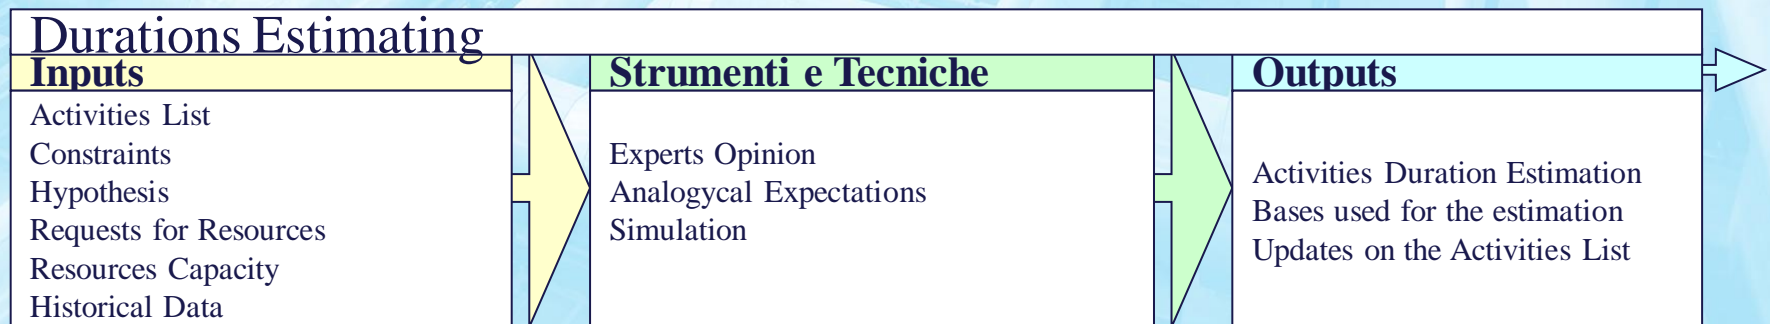 Durations Estimating
Inputs
Activities List
Constraints
Hypothesis
Requests for Resources
Resources Capacity
Historical Data
Strumenti e Tecniche
Experts Opinion
Analogycal Expectations
Simulation
Outputs
Activities Duration Estimation
Bases used for the estimation
Updates on the Activities List